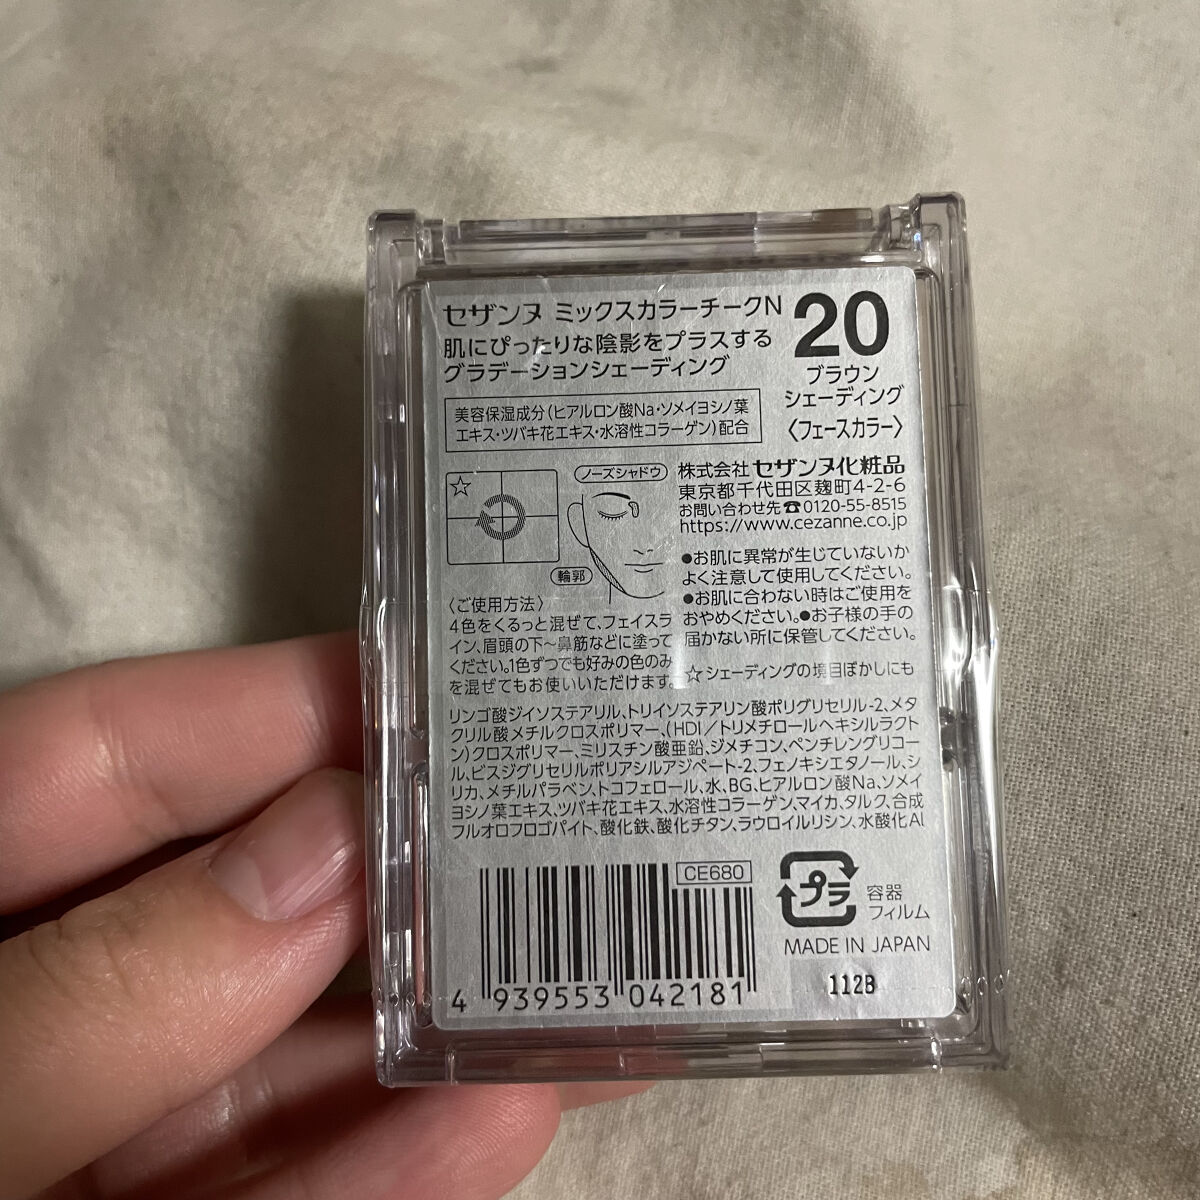 セザンヌ ミックスカラーチークN
肌にぴったりな陰影をプラスする
グラデーションシェーディング
20
ブラウン
シェーディング
〈フェースカラー〉
美容保湿成分(ヒアルロン酸Na・ソメイヨシノ葉
エキス・ツバキ花エキス・水溶性コラーゲン)配合
☆
ノーズシャドウ
輪郭
株式会社 セザンヌ化粧品
東京都千代田区麹町4-2-6
お問い合わせ先☎0120-55-8515
https://www.cezanne.co.jp
●お肌に異常が生じていないか
よく注意して使用してください。
●お肌に合わない時はご使用を
おやめください。●お子様の手の
届かない所に保管してください。
〈ご使用方法〉
4色をくるっと混ぜて、フェイスラ
イン、眉頭の下〜鼻筋などに塗って
ください。1色ずつでも好みの色のみ
を混ぜてもお使いいただけます。
☆シェーディングの境目ぼかしにも
リンゴ酸ジイソステアリル、トリイソステアリン酸ポリグリセリル-2、メタ
クリル酸メチルクロスポリマー、(HDI/トリメチロールヘキシルラクト
ン)クロスポリマー、ミリスチン酸亜鉛、ジメチコン、ペンチレングリコー
ル、ビスジグリセリルポリアシルアジペート-2、フェノキシエタノール、シ
リカ、メチルパラベン、トコフェロール、水、BG、ヒアルロン酸Na、ソメイ
ヨシノ葉エキス、ツバキ花エキス、水溶性コラーゲン、マイカ、タルク、合成
フルオロフロゴパイト、酸化鉄、酸化チタン、ラウロイルリシン、水酸化Al
CE680
4 939553 042181
プラ
容器
フィルム
MADE IN JAPAN
112B